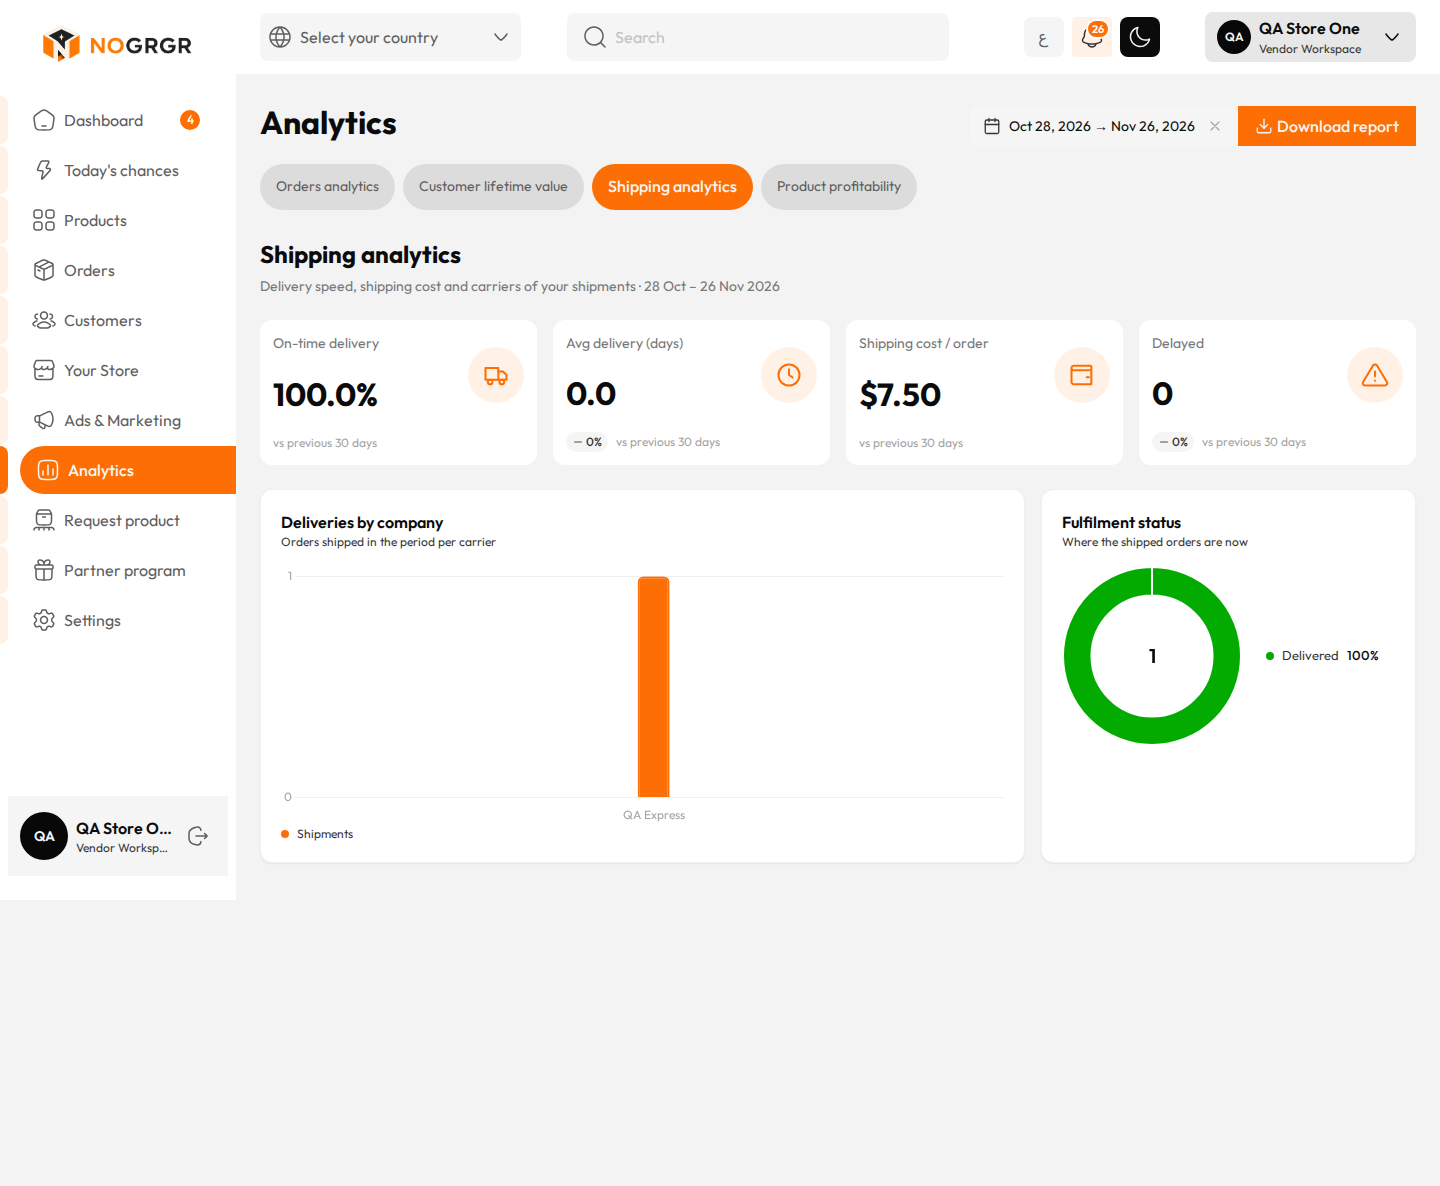 NOGRGR
Select your country
Search
ع
26
QA
QA Store One
Vendor Workspace
Dashboard
4
Today's chances
Products
Orders
Customers
Your Store
Ads & Marketing
Analytics
Request product
Partner program
Settings
QA
QA Store O...
Vendor Worksp...
Analytics
Oct 28, 2026 → Nov 26, 2026
Download report
Orders analytics
Customer lifetime value
Shipping analytics
Product profitability
Shipping analytics
Delivery speed, shipping cost and carriers of your shipments · 28 Oct – 26 Nov 2026
On-time delivery
100.0%
vs previous 30 days
Avg delivery (days)
0.0
— 0% vs previous 30 days
Shipping cost / order
$7.50
vs previous 30 days
Delayed
0
— 0% vs previous 30 days
Deliveries by company
Orders shipped in the period per carrier
1
0
QA Express
Shipments
Fulfilment status
Where the shipped orders are now
1
Delivered 100%